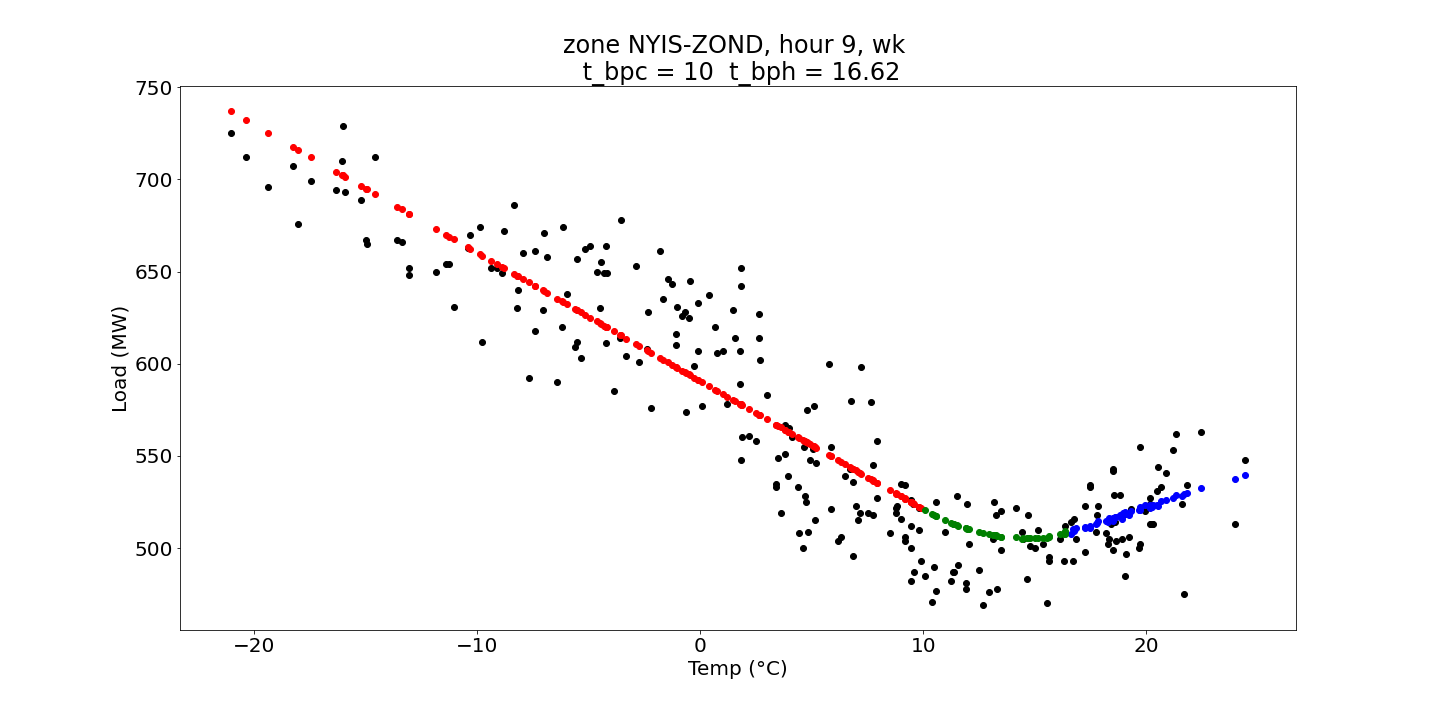 zone NYIS-ZOND, hour 9, wk
t_bpc = 10  t_bph = 16.62
750
700
650
600
550
500
Load (MW)
−20
−10
0
10
20
Temp (°C)